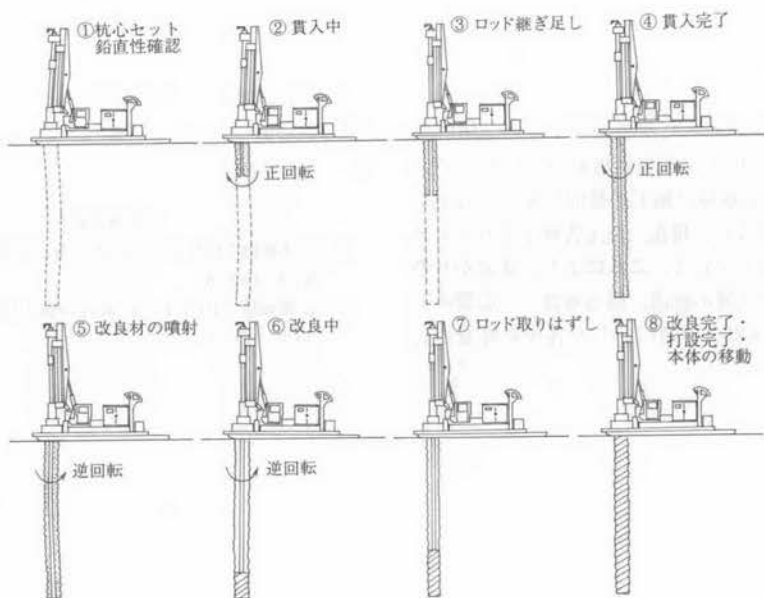 ①杭心セット
鉛直性確認
②貫入中
③ロッド継ぎ足し
④貫入完了
正回転
正回転
⑤改良材の噴射
⑥改良中
⑦ロッド取りはずし
⑧改良完了・
打設完了・
本体の移動
逆回転
逆回転